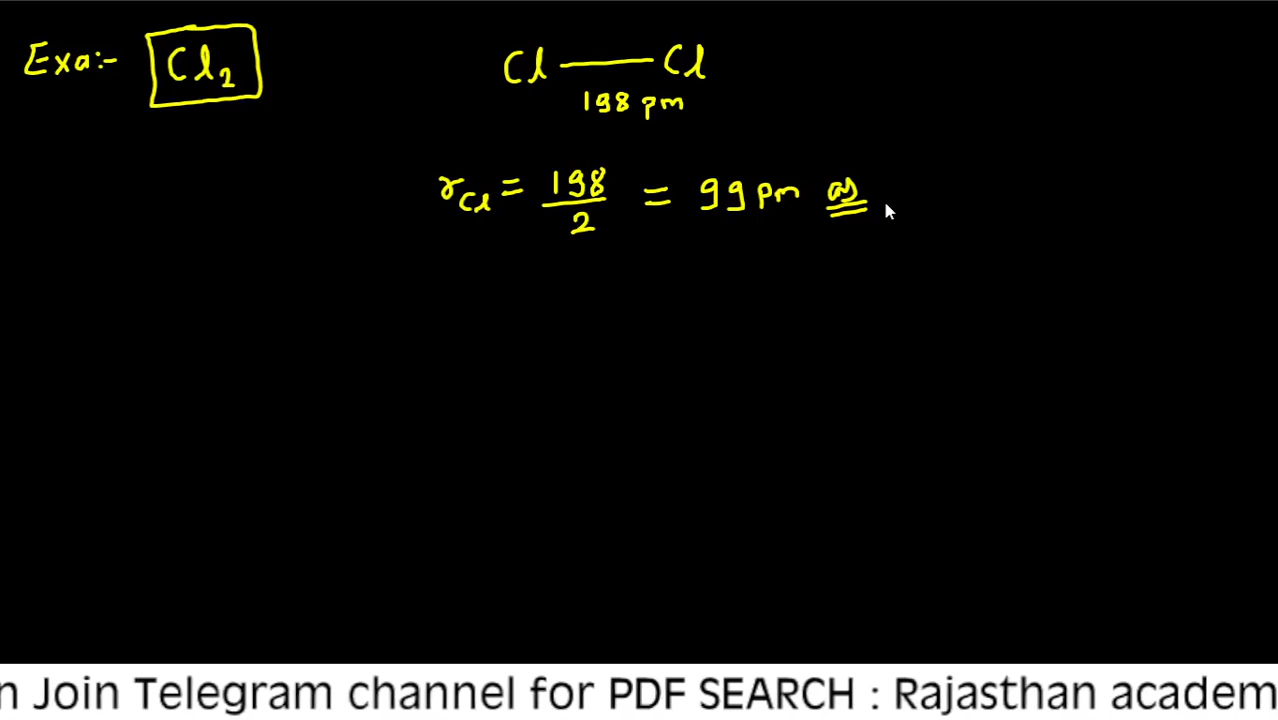 Exa:- Cl2 Cl — Cl
198 pm
rCl = 198/2 = 99 pm
n Join Telegram channel for PDF SEARCH : Rajasthan academ